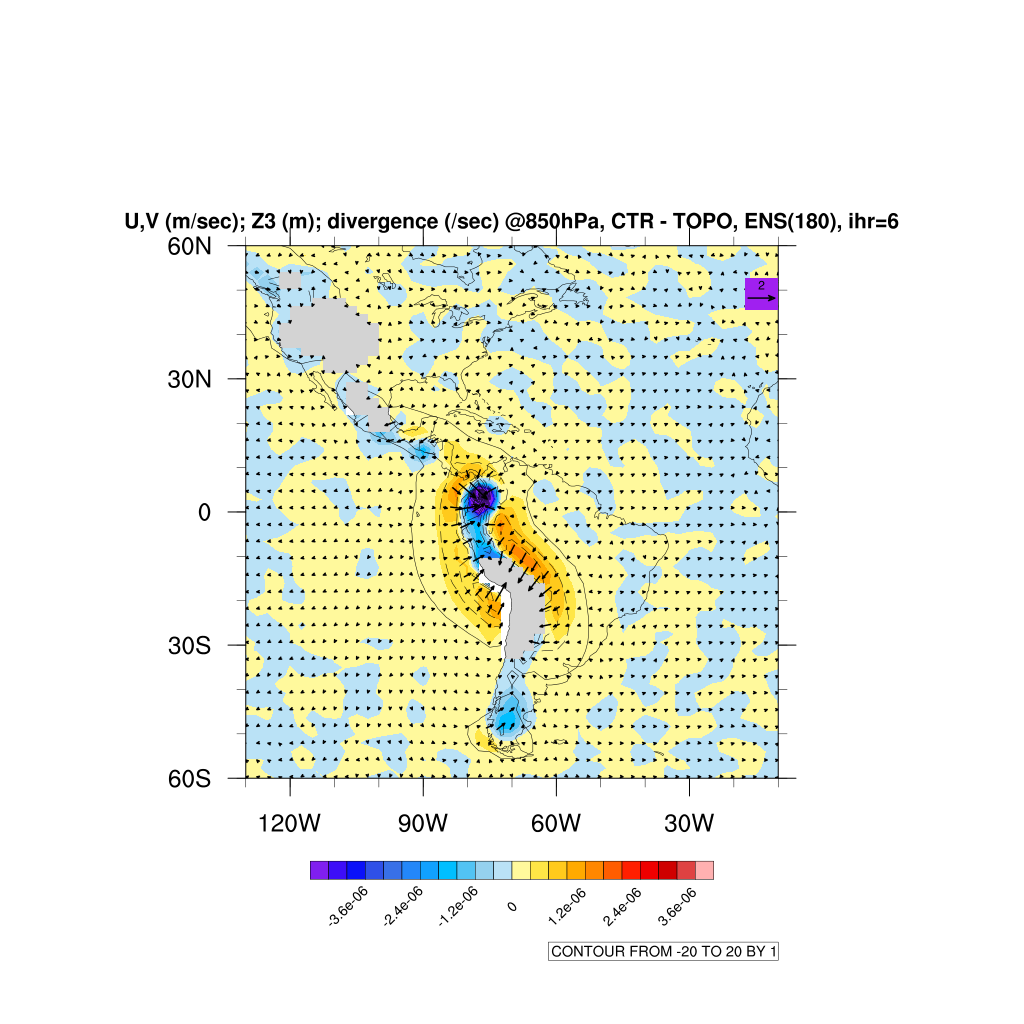 U,V (m/sec); Z3 (m); divergence (/sec) @850hPa, CTR - TOPO, ENS(180), ihr=6
60N
2
30N
0
30S
60S
120W 90W 60W 30W
-3.6e-06 -2.4e-06 -1.2e-06 0 1.2e-06 2.4e-06 3.6e-06
CONTOUR FROM -20 TO 20 BY 1